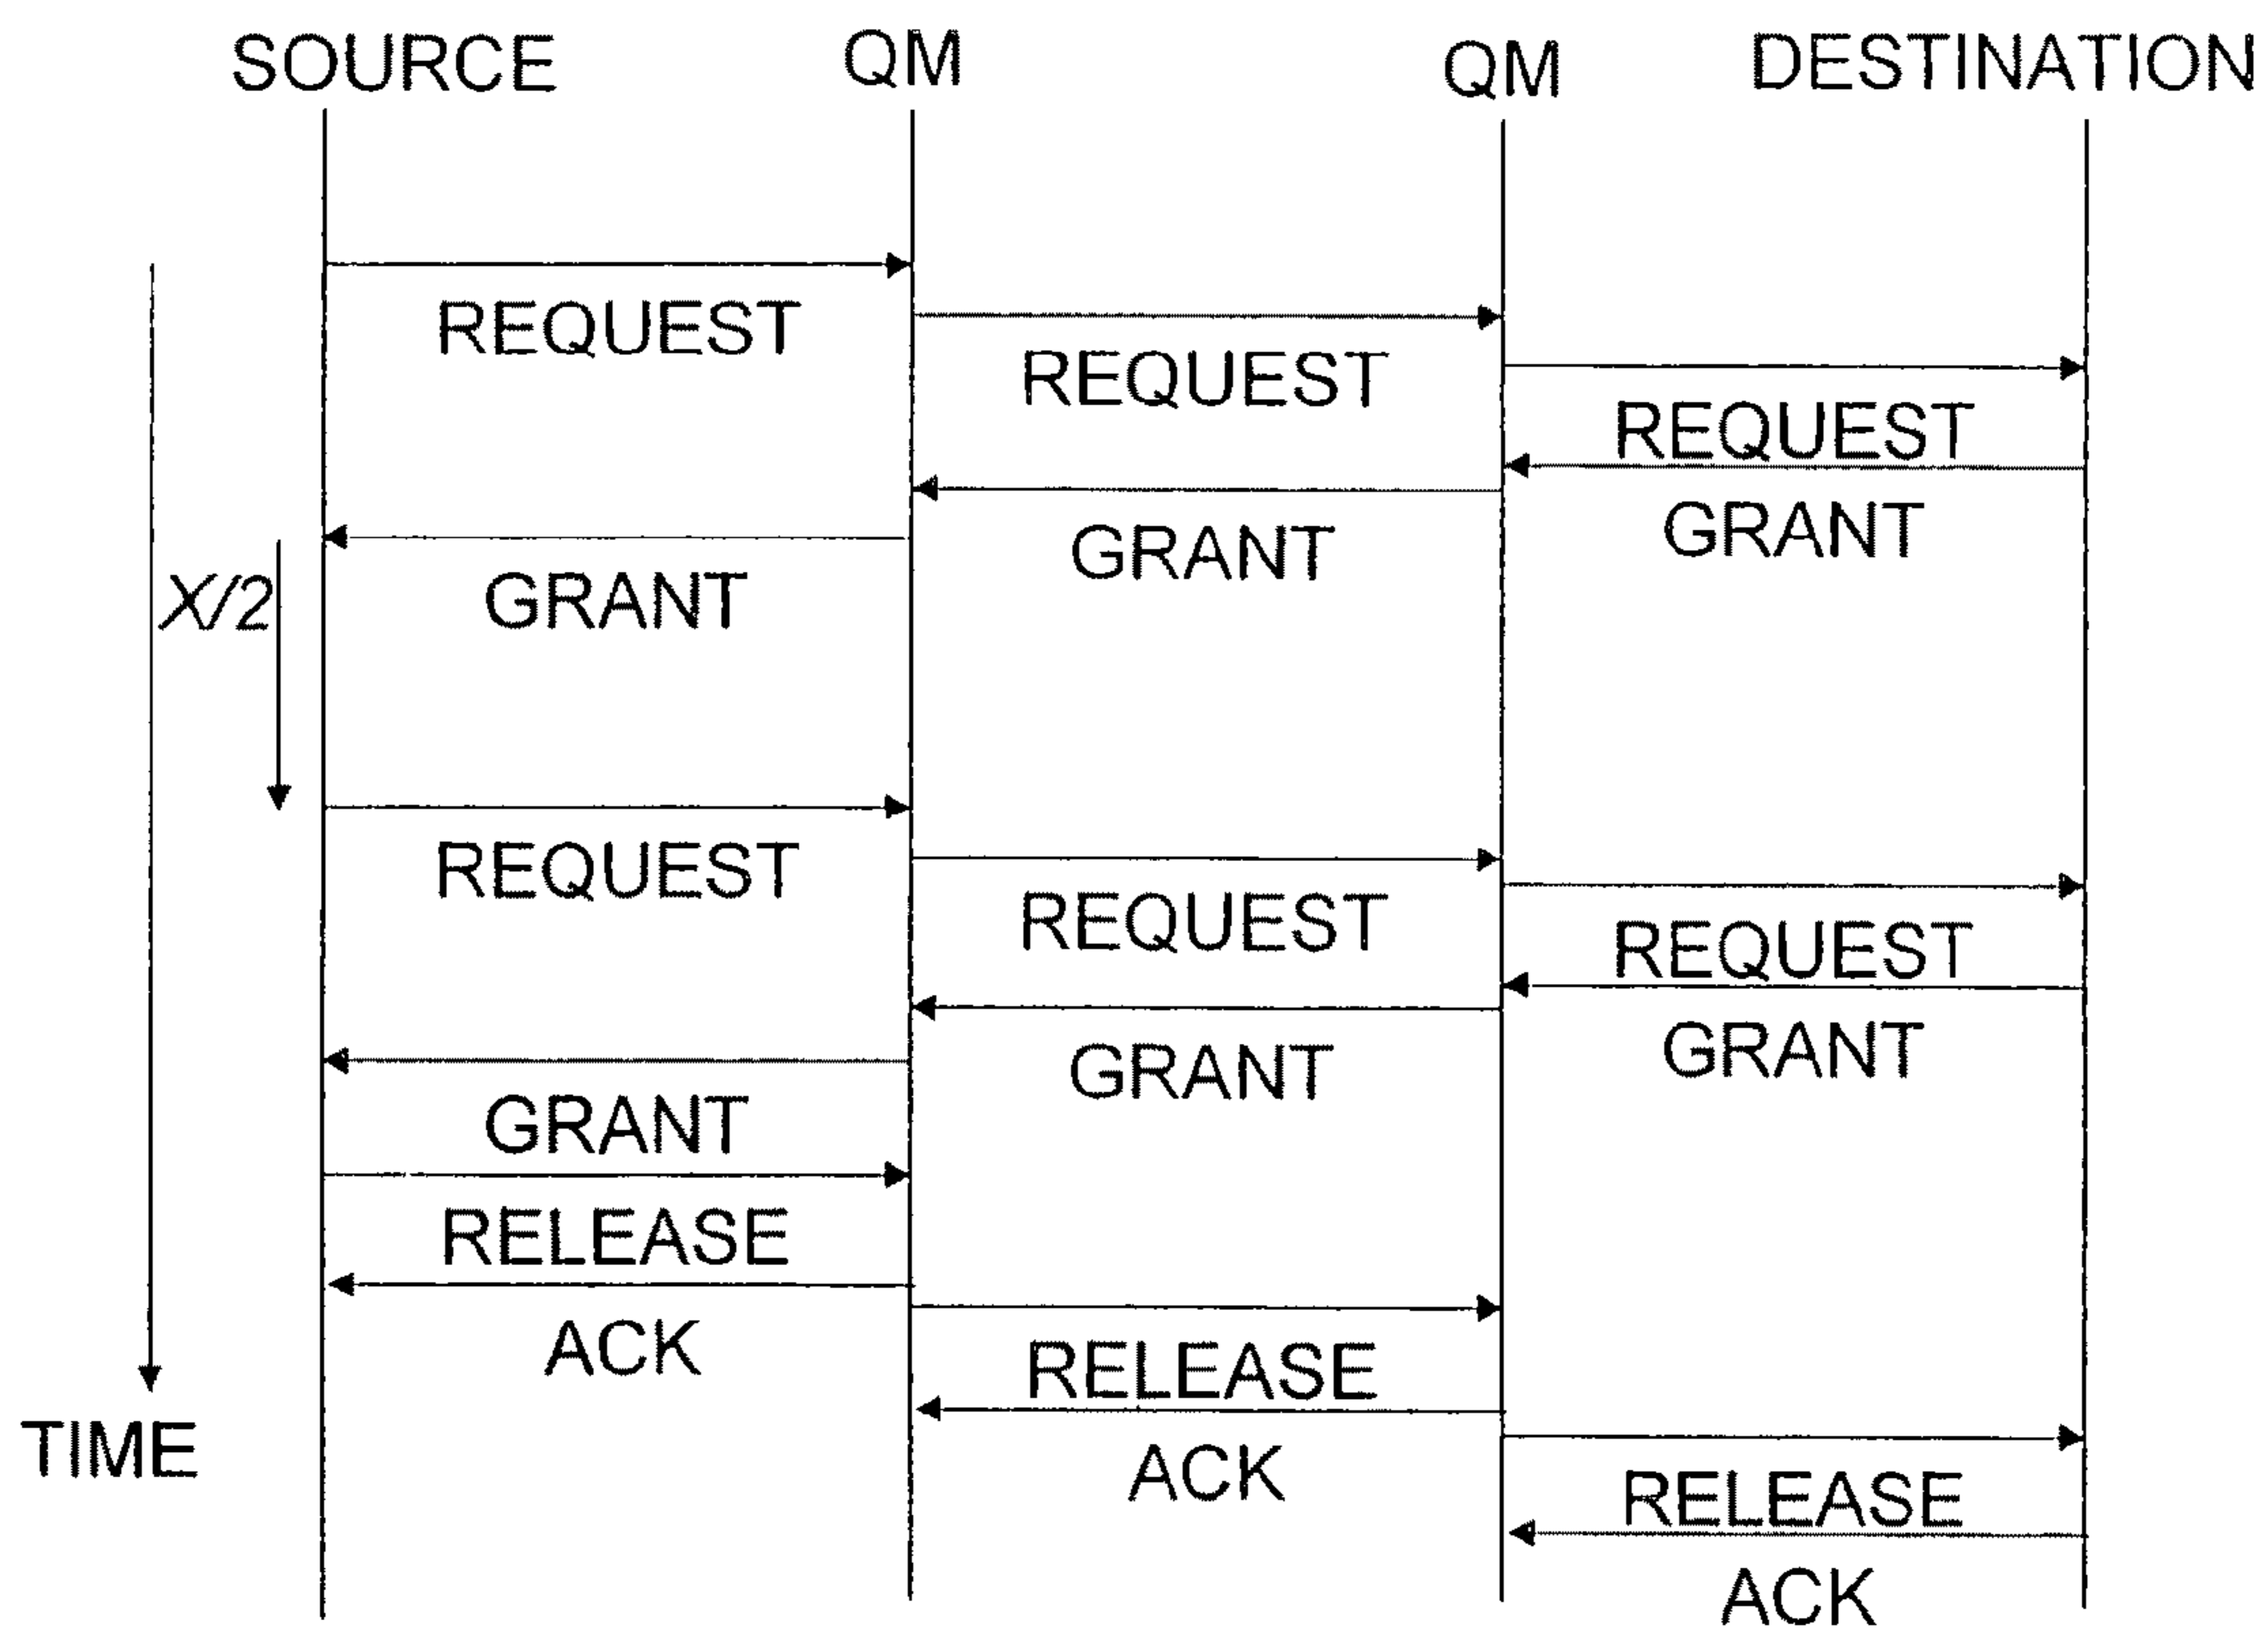 SOURCE QM QM DESTINATION
REQUEST
REQUEST
REQUEST
GRANT
GRANT
GRANT
X/2
REQUEST
REQUEST
REQUEST
GRANT
GRANT
GRANT
RELEASE
ACK
RELEASE
ACK
RELEASE
ACK
TIME